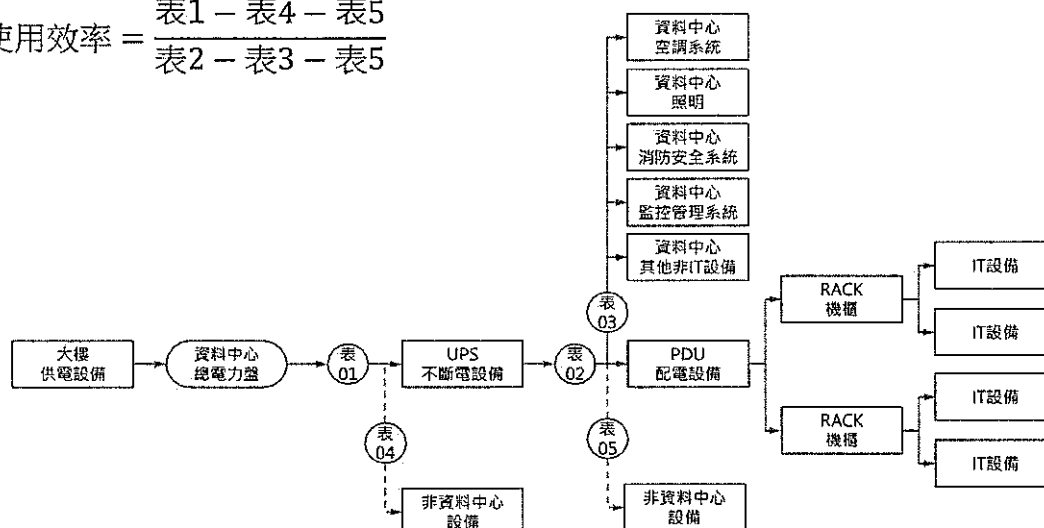 使用效率 = 表1 − 表4 − 表5
表2 − 表3 − 表5
資料中心
空調系統
資料中心
照明
資料中心
消防安全系統
資料中心
監控管理系統
資料中心
其他非IT設備
表
03
大樓
供電設備
資料中心
總電力盤
表
01
UPS
不斷電設備
表
02
PDU
配電設備
RACK
機櫃
IT設備
IT設備
RACK
機櫃
IT設備
IT設備
表
04
表
05
非資料中心
設備
非資料中心
設備